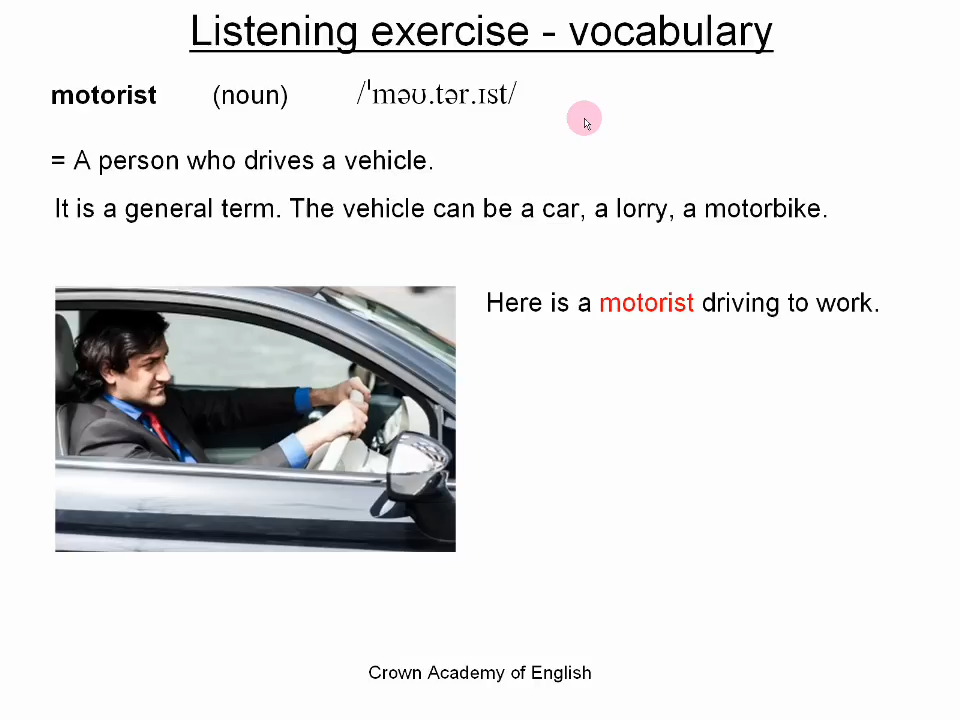 Listening exercise - vocabulary
motorist (noun) /ˈməʊ.tər.ɪst/
= A person who drives a vehicle.
It is a general term. The vehicle can be a car, a lorry, a motorbike.
Here is a motorist driving to work.
Crown Academy of English